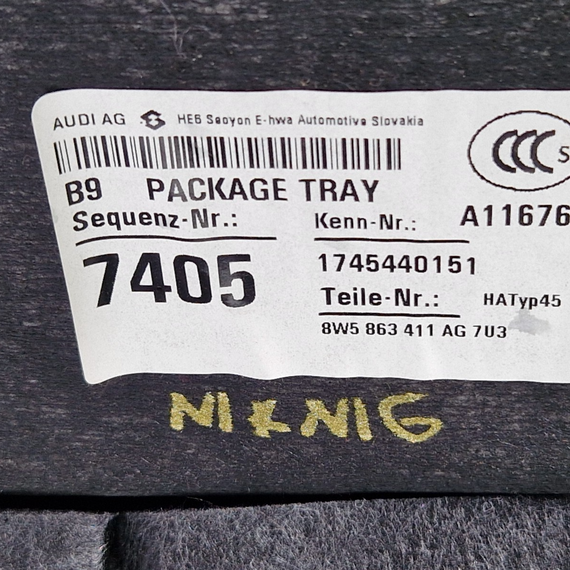 AUDI AG HE6 Seoyon E-hwa Automotive Slovakia
CCC S
B9 PACKAGE TRAY
Sequenz-Nr.: Kenn-Nr.: A11676
7405 1745440151
Teile-Nr.: HATyp45
8W5 863 411 AG 7U3